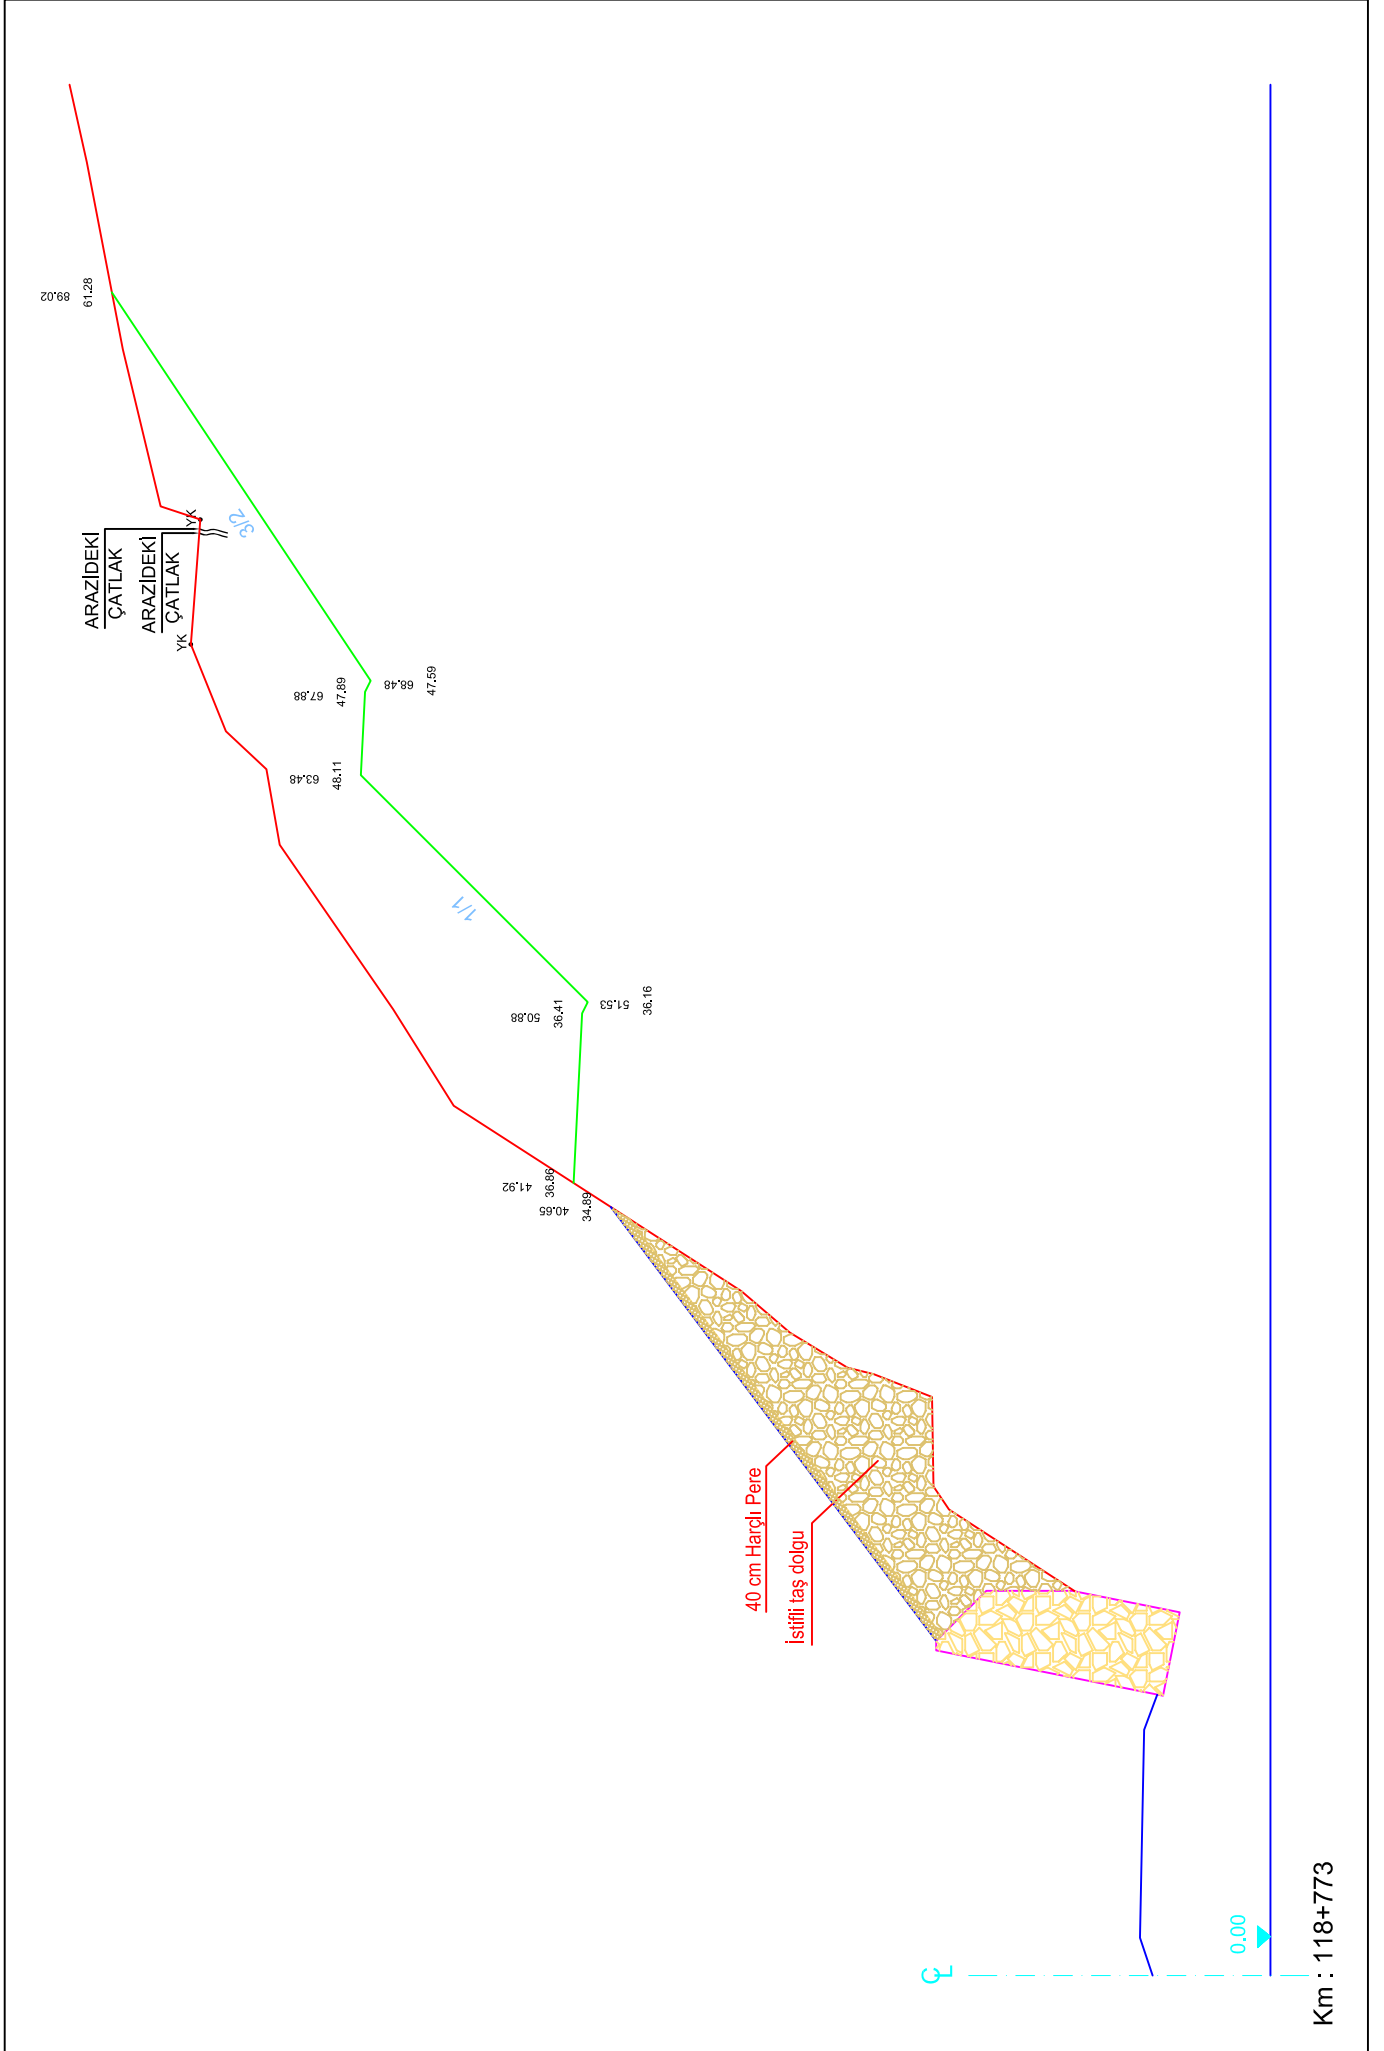 89.02
61.28
ARAZİDEKİ
ÇATLAK
ARAZİDEKİ
ÇATLAK
YK
YK
3/2
67.88
47.89
68.48
47.59
63.48
48.11
1/1
50.88
36.41
51.53
36.16
41.92
36.86
40.65
34.89
40 cm Harçlı Pere
İstifli taş dolgu
CL
0.00
Km : 118+773